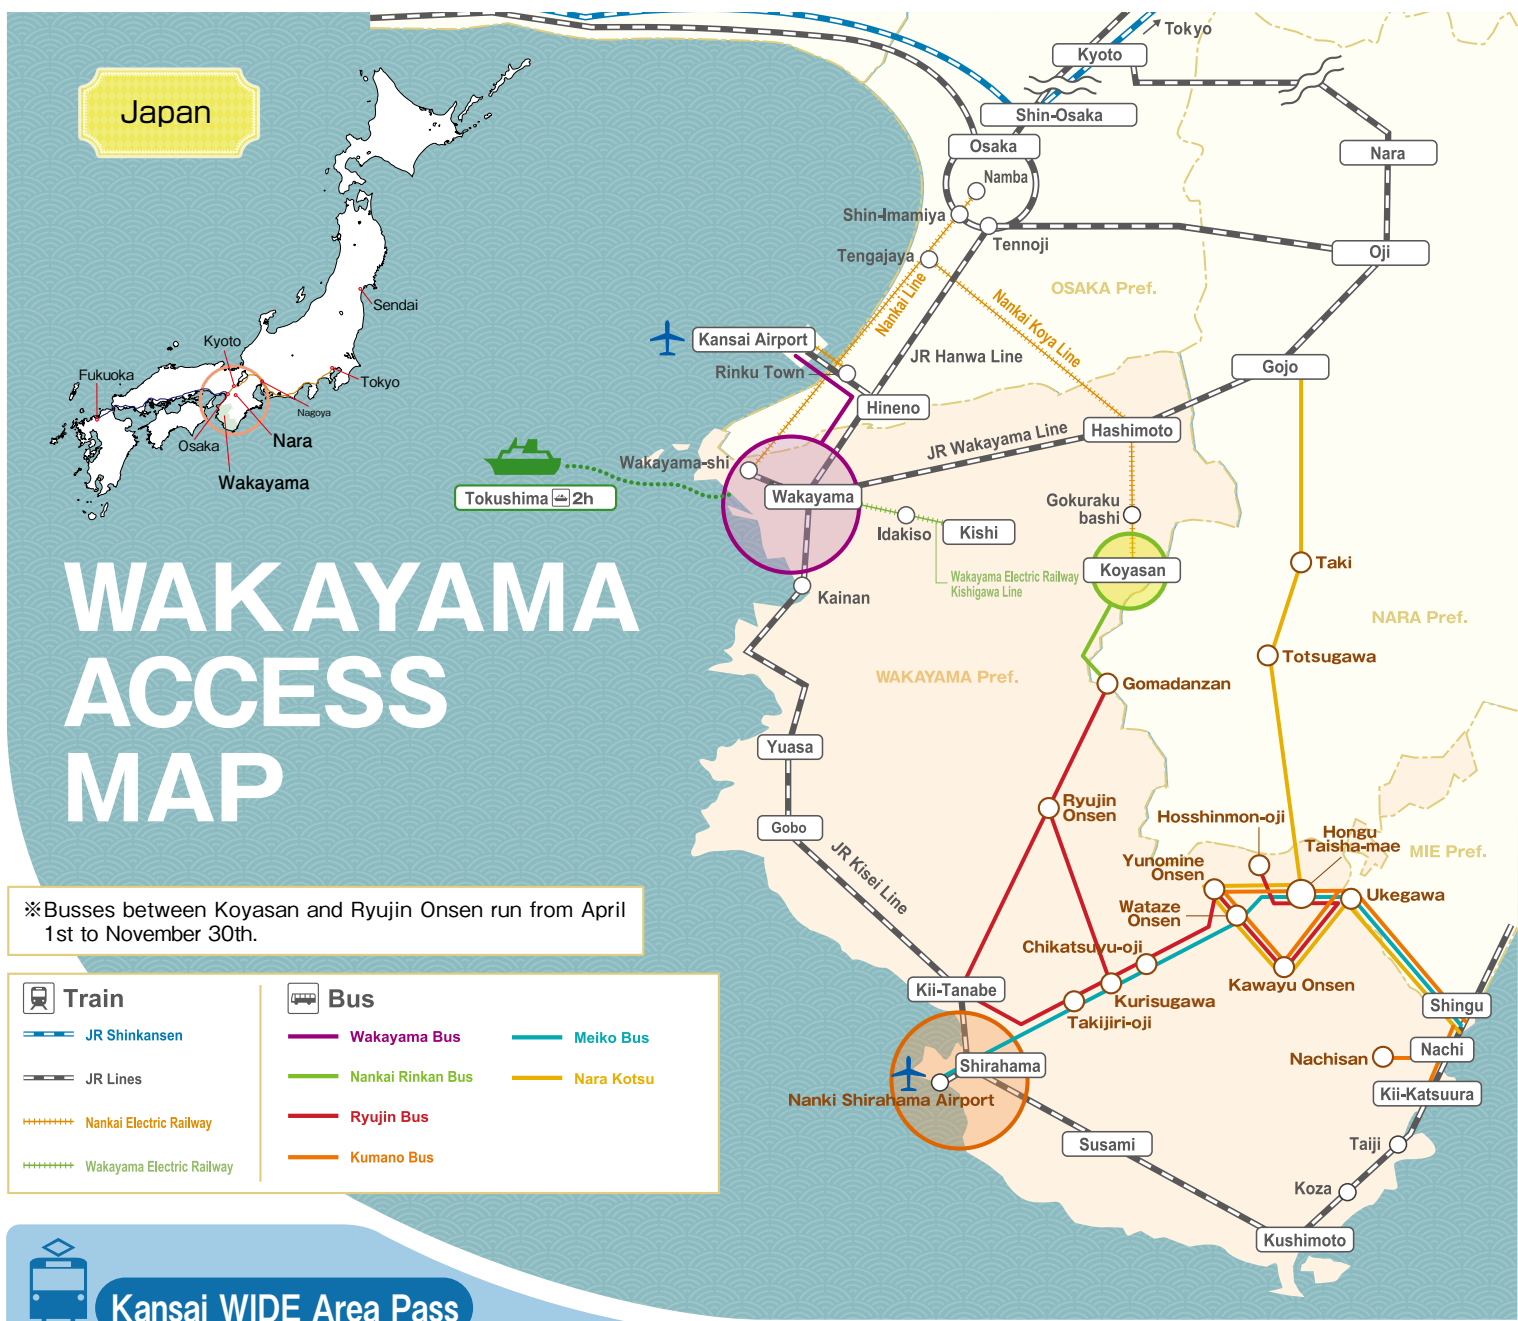 Japan
Sendai
Kyoto
Fukuoka
Tokyo
Nagoya
Osaka
Nara
Wakayama
WAKAYAMA
ACCESS
MAP
Tokyo
Kyoto
Shin-Osaka
Osaka
Nara
Namba
Shin-Imamiya
Tennoji
Oji
Tengajaya
OSAKA Pref.
Nankai Line
Nankai Koya Line
Kansai Airport
JR Hanwa Line
Rinku Town
Gojo
Hineno
Hashimoto
JR Wakayama Line
Wakayama-shi
Tokushima 2h
Wakayama
Gokuraku
bashi
Idakiso
Kishi
Koyasan
Taki
Wakayama Electric Railway
Kishigawa Line
Kainan
NARA Pref.
Totsugawa
WAKAYAMA Pref.
Gomadanzan
Yuasa
Ryujin
Onsen
Hosshinmon-oji
Hongu
Taisha-mae
Gobo
MIE Pref.
JR Kisei Line
Yunomine
Onsen
Ukegawa
Wataze
Onsen
Chikatsuyu-oji
Kawayu Onsen
Kii-Tanabe
Kurisugawa
Takijiri-oji
Shingu
Nachisan
Nachi
Shirahama
Nanki Shirahama Airport
Kii-Katsuura
Susami
Taiji
Koza
Kushimoto
※Busses between Koyasan and Ryujin Onsen run from April
1st to November 30th.
Train
JR Shinkansen
JR Lines
Nankai Electric Railway
Wakayama Electric Railway
Bus
Wakayama Bus
Nankai Rinkan Bus
Ryujin Bus
Kumano Bus
Meiko Bus
Nara Kotsu
Kansai WIDE Area Pass